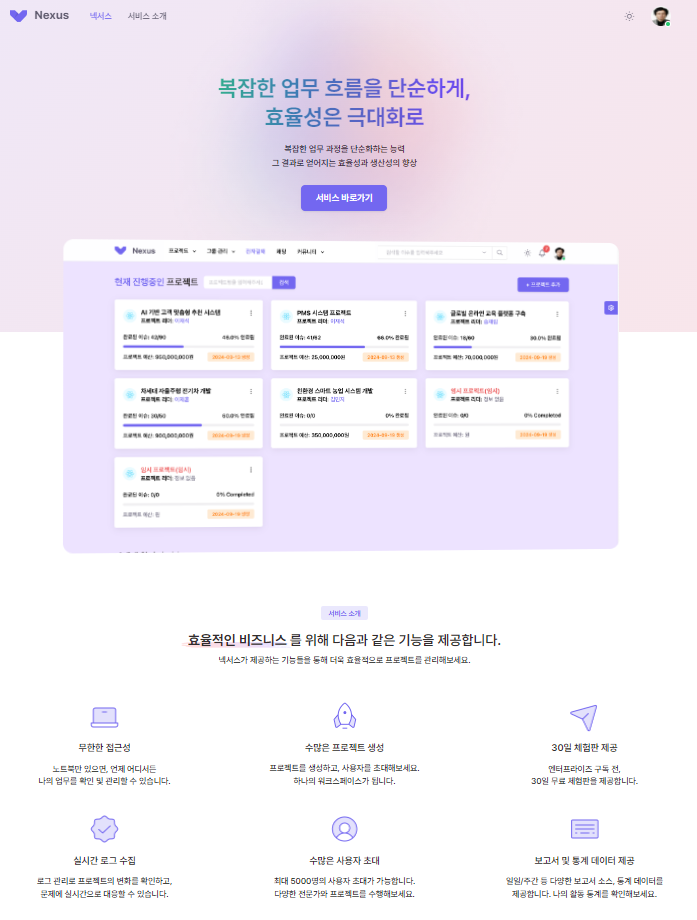 Nexus 넥서스 서비스 소개
복잡한 업무 흐름을 단순하게,
효율성은 극대화로
복잡한 업무 과정을 단순화하는 능력
그 결과로 얻어지는 효율성과 생산성의 향상
서비스 바로가기
Nexus 프로젝트 그룹 관리 전체결재 채팅 커뮤니티
현재 진행중인 프로젝트 검색 + 프로젝트 추가
AI 기반 고객 맞춤형 추천 시스템
프로젝트 리더:
완료된 이슈:
프로젝트 예산:
PMS 시스템 프로젝트
프로젝트 리더:
완료된 이슈: 41/62 66.0% 완료됨
프로젝트 예산: 25,000,000원
글로벌 온라인 교육 플랫폼 구축
프로젝트 리더:
완료된 이슈:
프로젝트 예산: 70,000,000원
차세대 자율주행 전기차 개발
프로젝트 리더:
완료된 이슈:
프로젝트 예산: 900,000,000원
친환경 스마트 농업 시스템 개발
프로젝트 리더:
완료된 이슈: 0/0 0% 완료됨
프로젝트 예산: 350,000,000원
프로젝트 리더: 정보 없음
완료된 이슈: 0/0 0% Completed
프로젝트 예산: 원
임시 프로젝트(임시)
프로젝트 리더: 정보 없음
완료된 이슈: 0/0 0% Completed
프로젝트 예산: 원
서비스 소개
효율적인 비즈니스 를 위해 다음과 같은 기능을 제공합니다.
넥서스가 제공하는 기능들을 통해 더욱 효율적으로 프로젝트를 관리해보세요.
무한한 접근성
노트북만 있으면, 언제 어디서든
나의 업무를 확인 및 관리할 수 있습니다.
수많은 프로젝트 생성
프로젝트를 생성하고, 사용자를 초대해보세요.
하나의 워크스페이스가 됩니다.
30일 체험판 제공
엔터프라이즈 구독 전,
30일 무료 체험판을 제공합니다.
실시간 로그 수집
로그 관리로 프로젝트의 변화를 확인하고,
문제에 실시간으로 대응할 수 있습니다.
수많은 사용자 초대
최대 5000명의 사용자 초대가 가능합니다.
다양한 전문가와 프로젝트를 수행해보세요.
보고서 및 통계 데이터 제공
일일/주간 등 다양한 보고서 소스, 통계 데이터를
제공합니다. 나의 활동 통계를 확인해보세요.